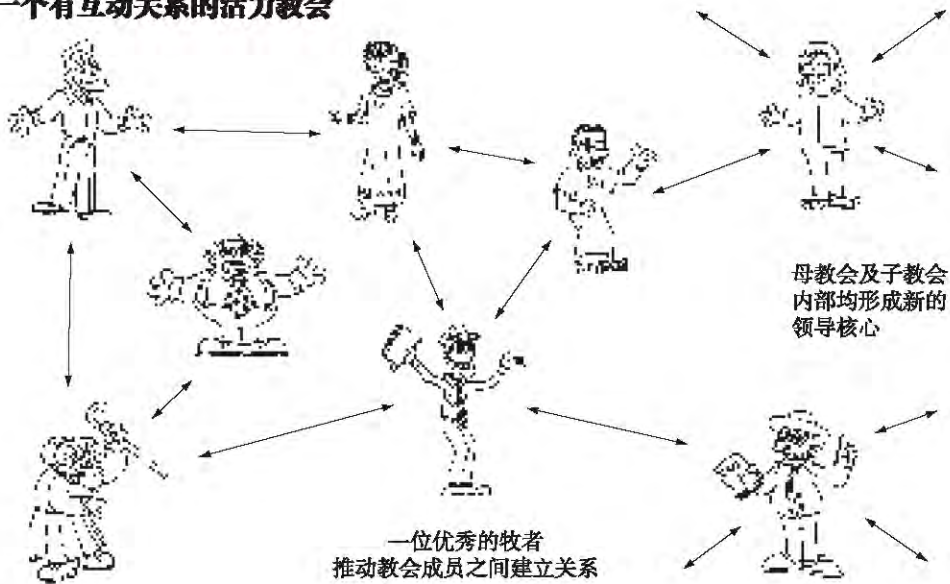 一个有互动关系的活力教会
母教会及子教会
内部均形成新的
领导核心
一位优秀的牧者
推动教会成员之间建立关系